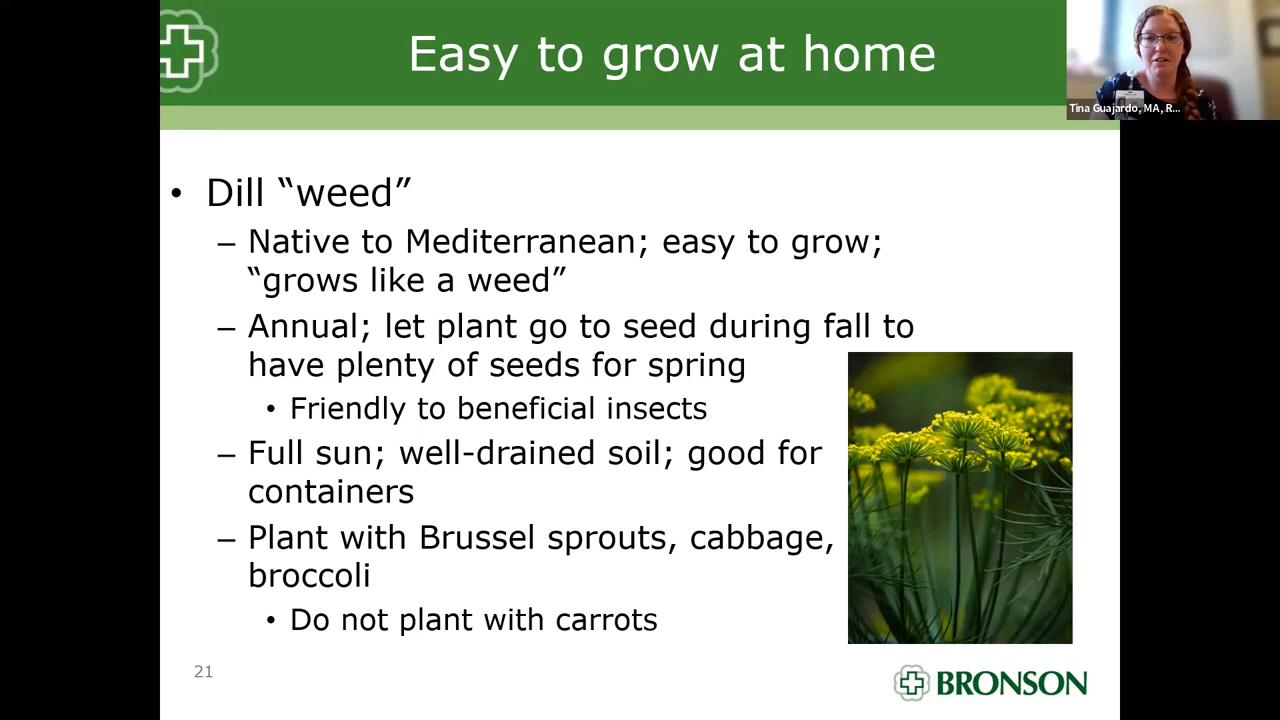 Easy to grow at home
Tina Guajardo, MA, R...
• Dill “weed”
– Native to Mediterranean; easy to grow;
“grows like a weed”
– Annual; let plant go to seed during fall to
have plenty of seeds for spring
• Friendly to beneficial insects
– Full sun; well-drained soil; good for
containers
– Plant with Brussel sprouts, cabbage,
broccoli
• Do not plant with carrots
21
BRONSON